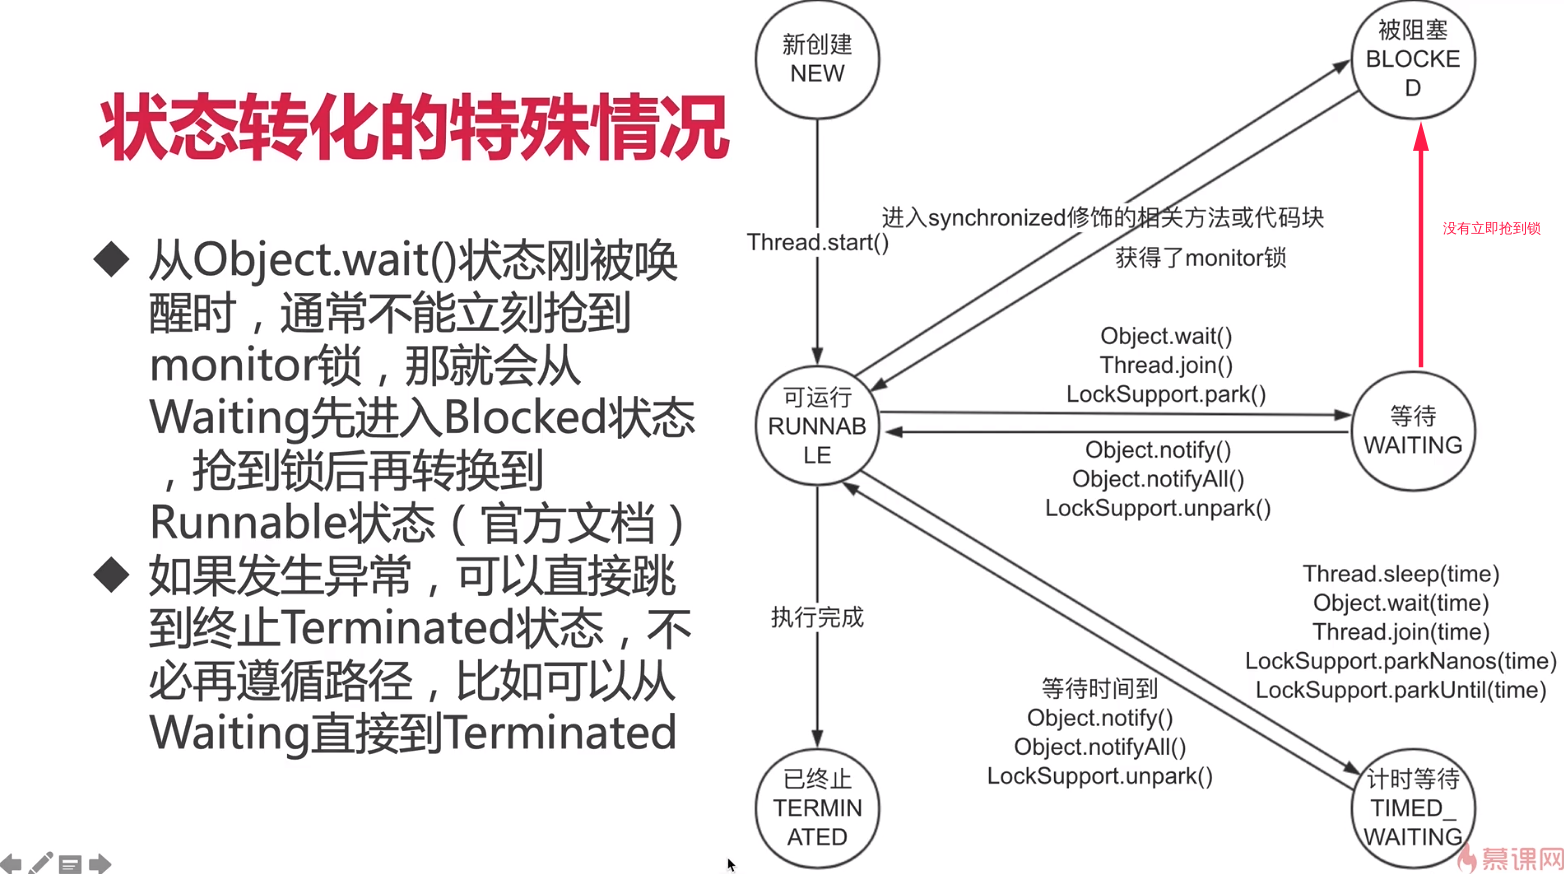 状态转化的特殊情况
◆ 从Object.wait()状态刚被唤
醒时，通常不能立刻抢到
monitor锁，那就会从
Waiting先进入Blocked状态
，抢到锁后再转换到
Runnable状态（官方文档）
◆ 如果发生异常，可以直接跳
到终止Terminated状态，不
必再遵循路径，比如可以从
Waiting直接到Terminated
新创建
NEW
被阻塞
BLOCKE
D
进入synchronized修饰的相关方法或代码块
没有立即抢到锁
Thread.start()
获得了monitor锁
Object.wait()
Thread.join()
LockSupport.park()
可运行
RUNNAB
LE
等待
WAITING
Object.notify()
Object.notifyAll()
LockSupport.unpark()
Thread.sleep(time)
Object.wait(time)
Thread.join(time)
LockSupport.parkNanos(time)
LockSupport.parkUntil(time)
执行完成
等待时间到
Object.notify()
Object.notifyAll()
LockSupport.unpark()
已终止
TERMIN
ATED
计时等待
TIMED_
WAITING
慕课网